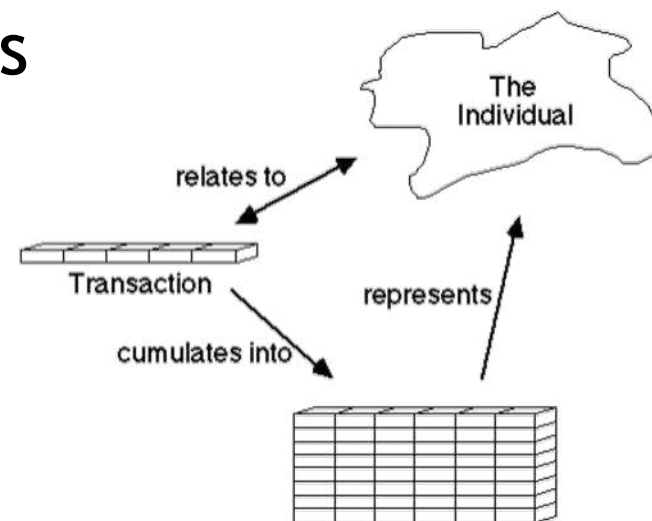 s
The
Individual
relates to
Transaction
represents
cumulates into